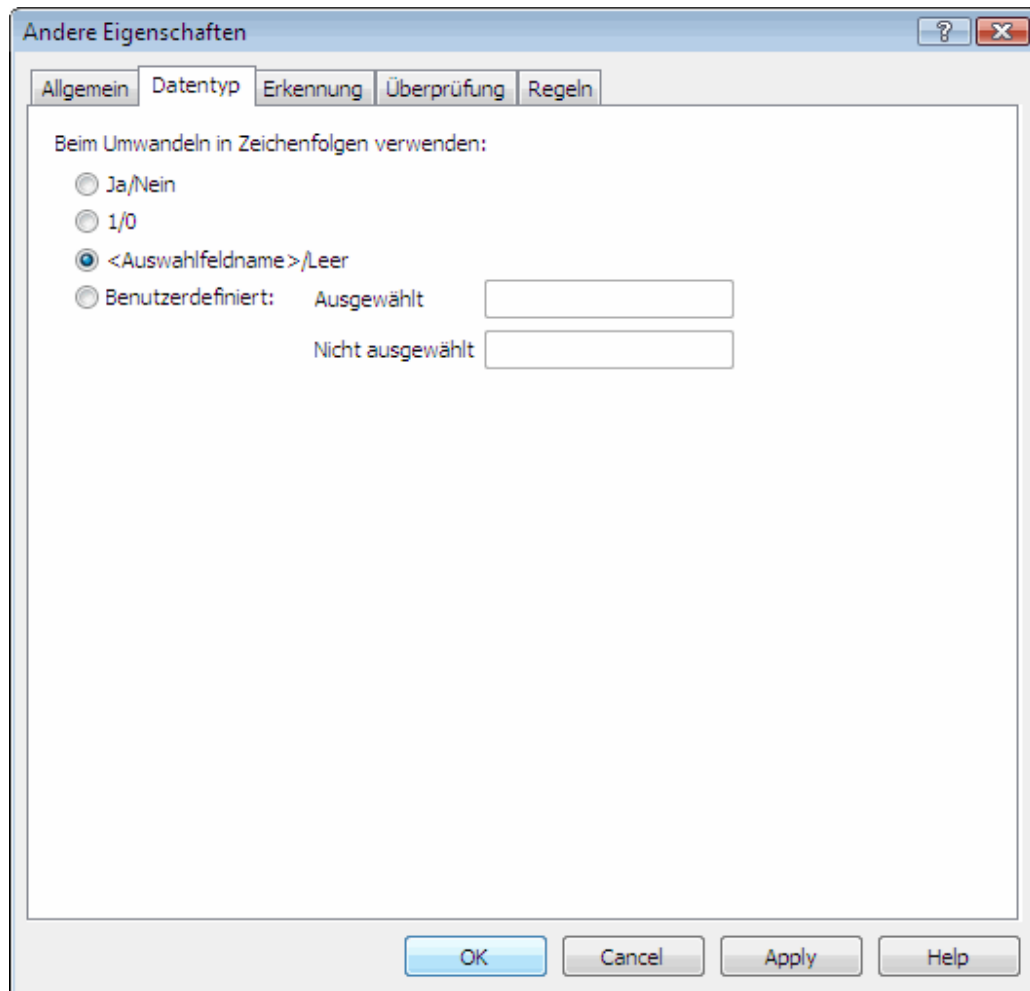 Andere Eigenschaften
Allgemein Datentyp Erkennung Überprüfung Regeln
Beim Umwandeln in Zeichenfolgen verwenden:
Ja/Nein
1/0
<Auswahlfeldname>/Leer
Benutzerdefiniert: Ausgewählt
Nicht ausgewählt
OK Cancel Apply Help